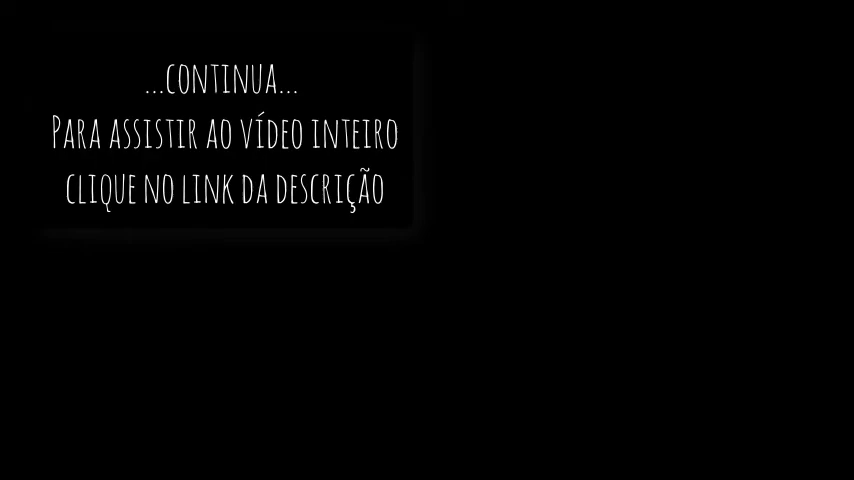 ...CONTINUA...
PARA ASSISTIR AO VÍDEO INTEIRO
CLIQUE NO LINK DA DESCRIÇÃO